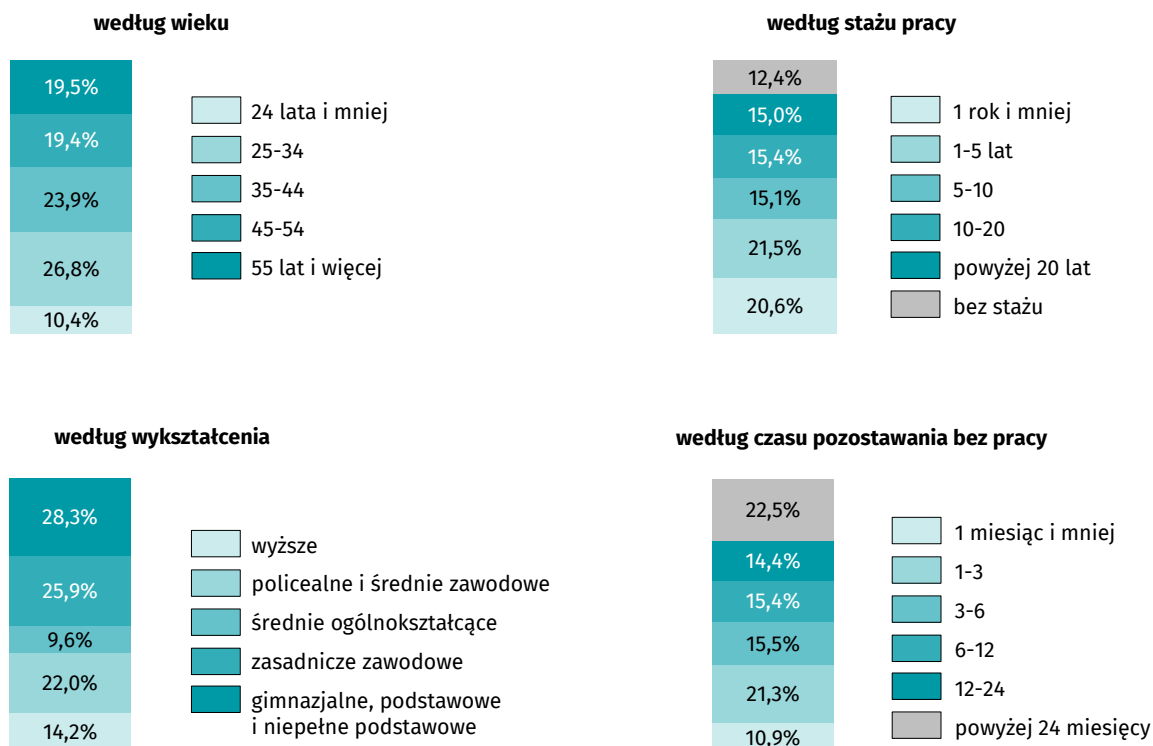 według wieku
19,5%
19,4%
23,9%
26,8%
10,4%
24 lata i mniej
25-34
35-44
45-54
55 lat i więcej
według stażu pracy
12,4%
15,0%
15,4%
15,1%
21,5%
20,6%
1 rok i mniej
1-5 lat
5-10
10-20
powyżej 20 lat
bez stażu
według wykształcenia
28,3%
25,9%
9,6%
22,0%
14,2%
wyższe
policealne i średnie zawodowe
średnie ogólnokształcące
zasadnicze zawodowe
gimnazjalne, podstawowe
i niepełne podstawowe
według czasu pozostawania bez pracy
22,5%
14,4%
15,4%
15,5%
21,3%
10,9%
1 miesiąc i mniej
1-3
3-6
6-12
12-24
powyżej 24 miesięcy